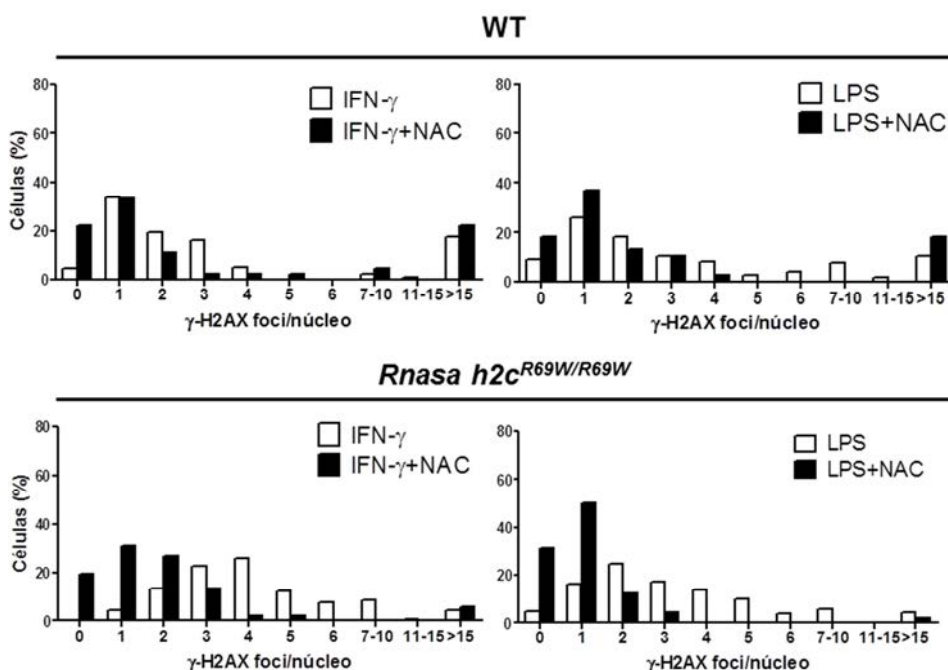 WT
80
60
40
20
0
Células (%)
IFN-γ
IFN-γ+NAC
0 1 2 3 4 5 6 7-10 11-15 >15
γ-H2AX foci/núcleo
80
60
40
20
0
LPS
LPS+NAC
0 1 2 3 4 5 6 7-10 11-15 >15
γ-H2AX foci/núcleo
Rnasa h2c^R69W/R69W
80
60
40
20
0
Células (%)
IFN-γ
IFN-γ+NAC
0 1 2 3 4 5 6 7-10 11-15 >15
γ-H2AX foci/núcleo
80
60
40
20
0
LPS
LPS+NAC
0 1 2 3 4 5 6 7-10 11-15 >15
γ-H2AX foci/núcleo